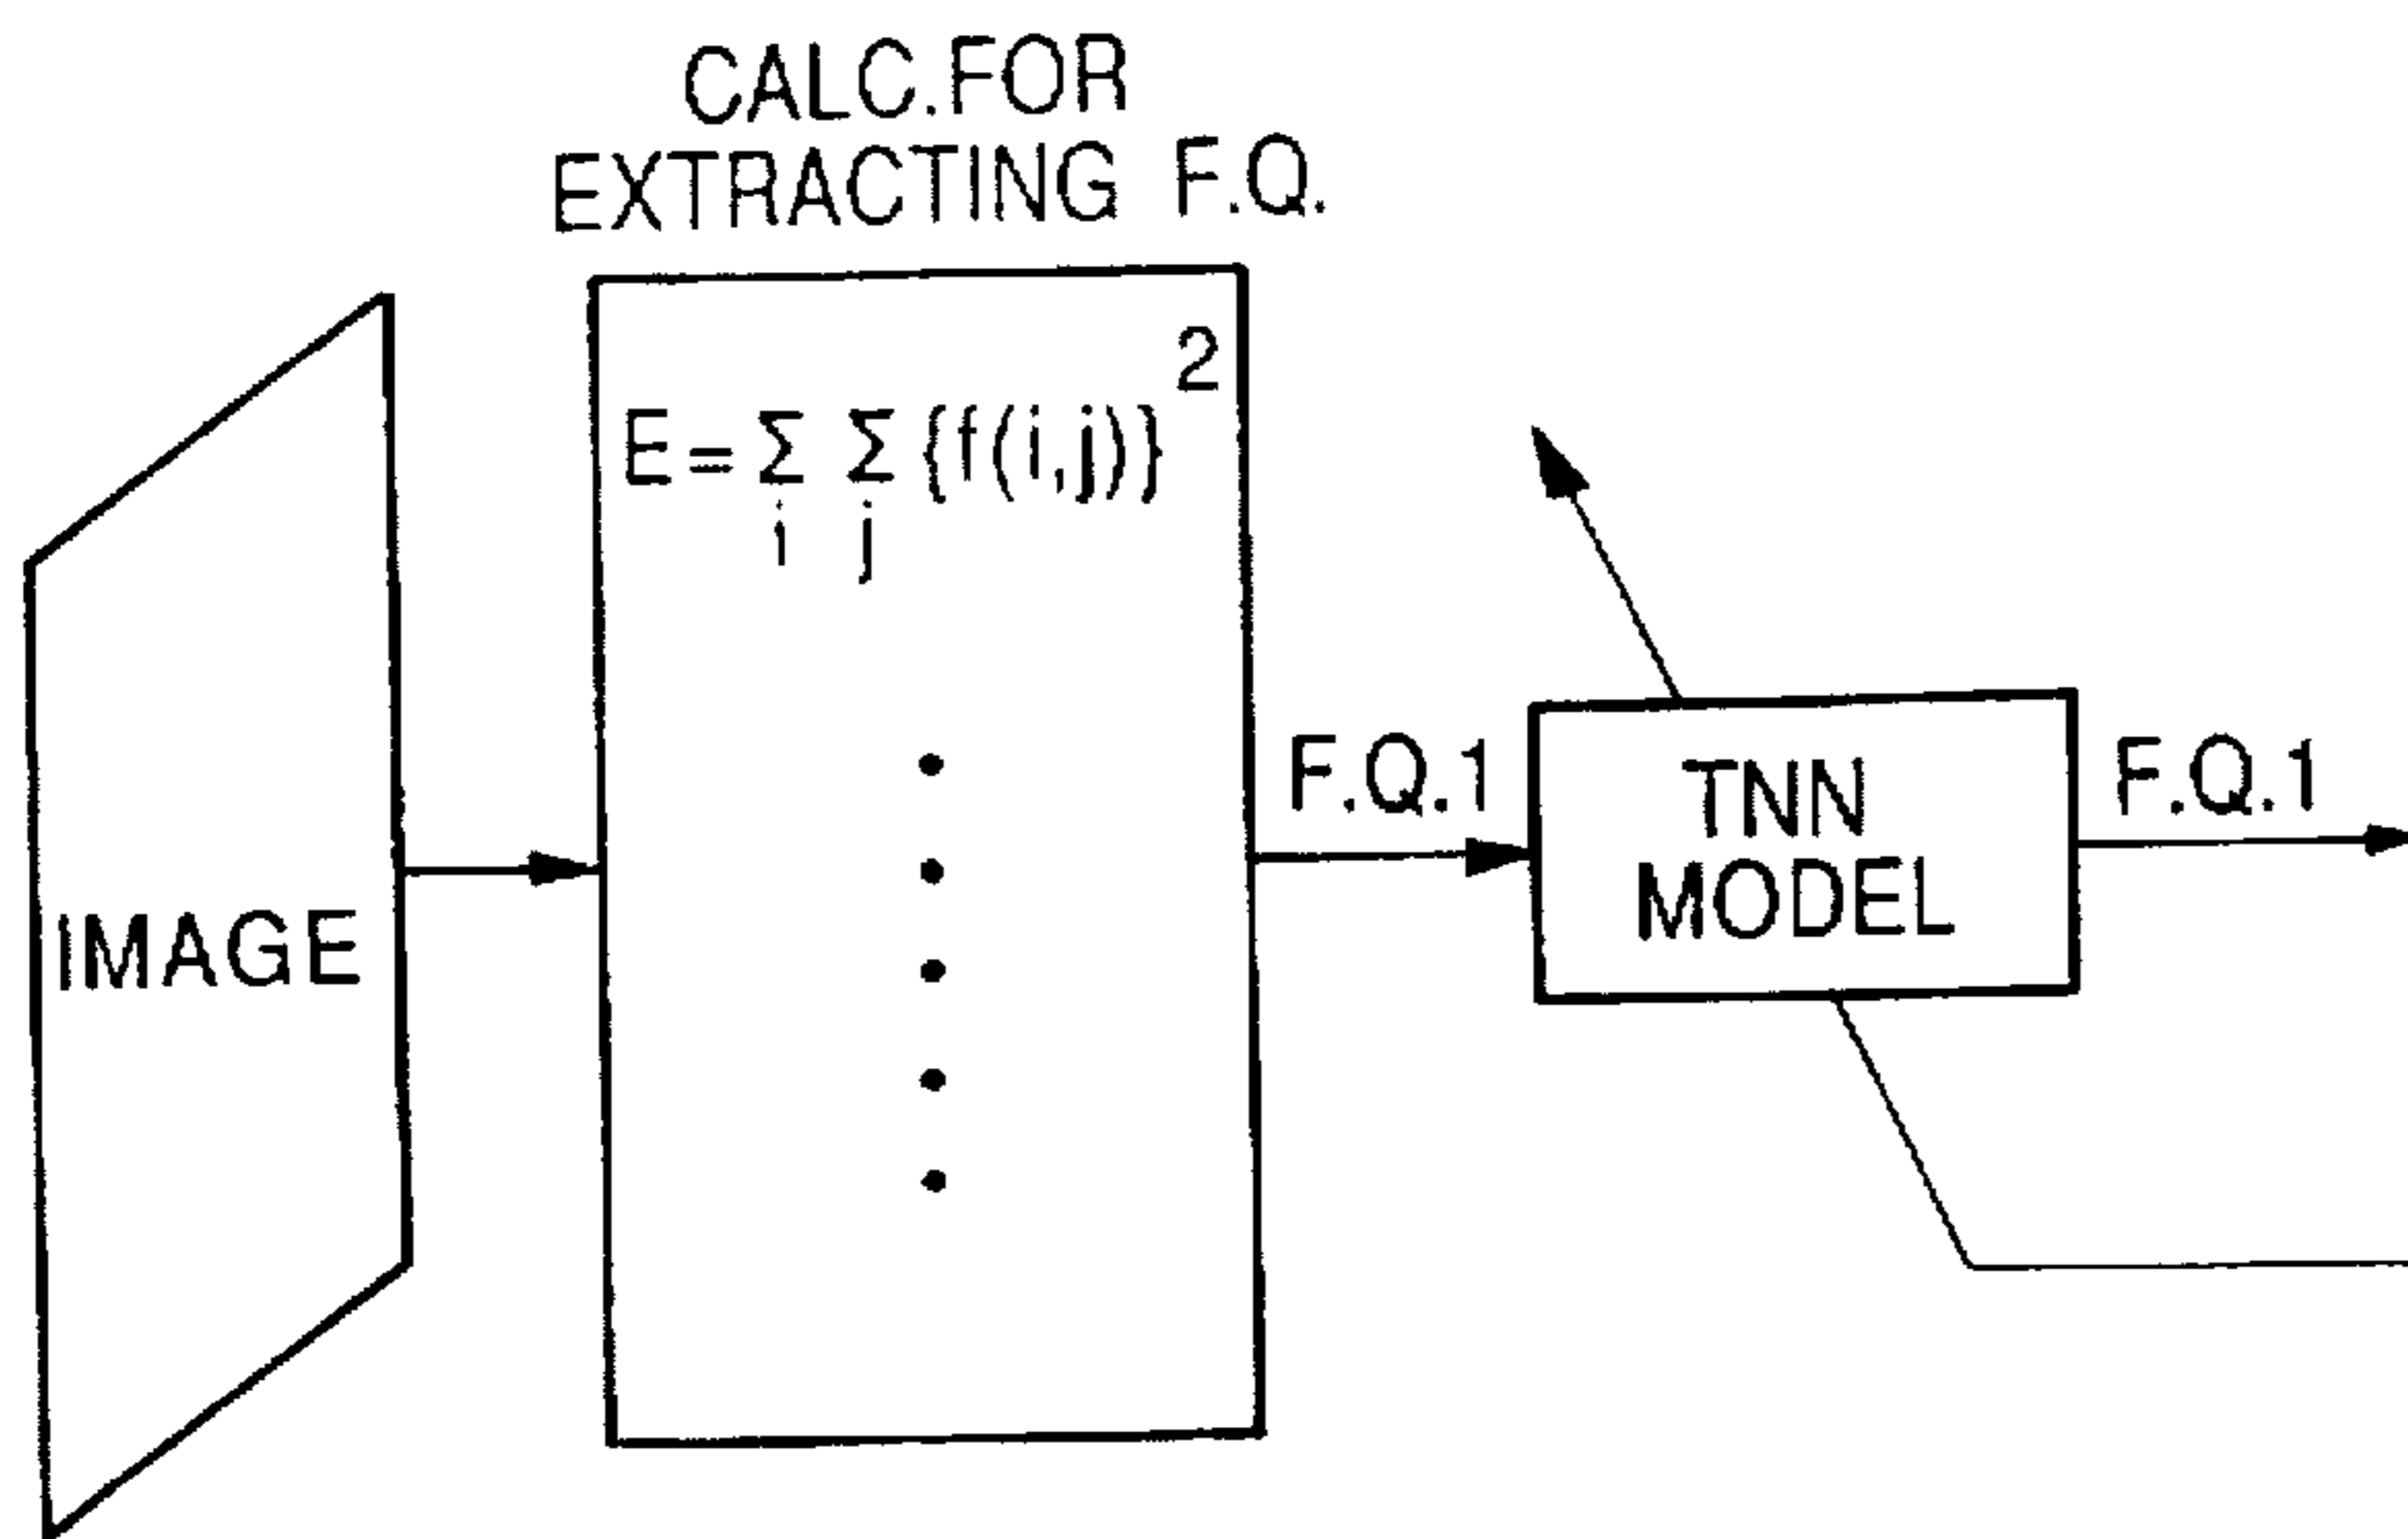 CALC.FOR
EXTRACTING F.Q.
E = Σ Σ {f(i,j)}²
i j
F.Q.1
TNN
MODEL
F.Q.1
IMAGE